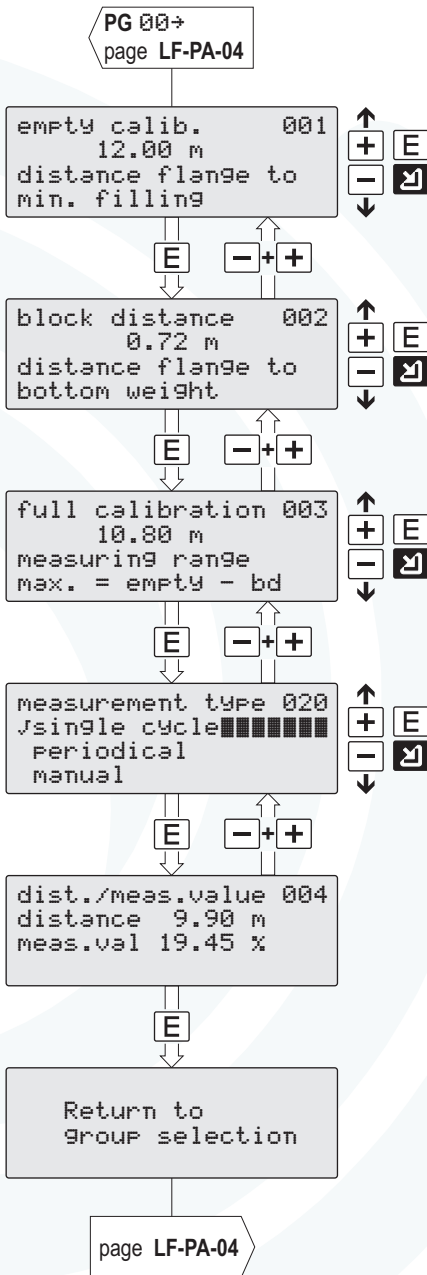 PG 00→
page LF-PA-04
empty calib. 001
12.00 m
distance flange to
min. filling
+ E
−
E − + +
block distance 002
0.72 m
distance flange to
bottom weight
+ E
−
E − + +
full calibration 003
10.80 m
measuring range
max. = empty - bd
+ E
−
E − + +
measurement type 020
√single cycle
periodical
manual
+ E
−
E − + +
dist./meas.value 004
distance 9.90 m
meas.val 19.45 %
E
Return to
group selection
page LF-PA-04